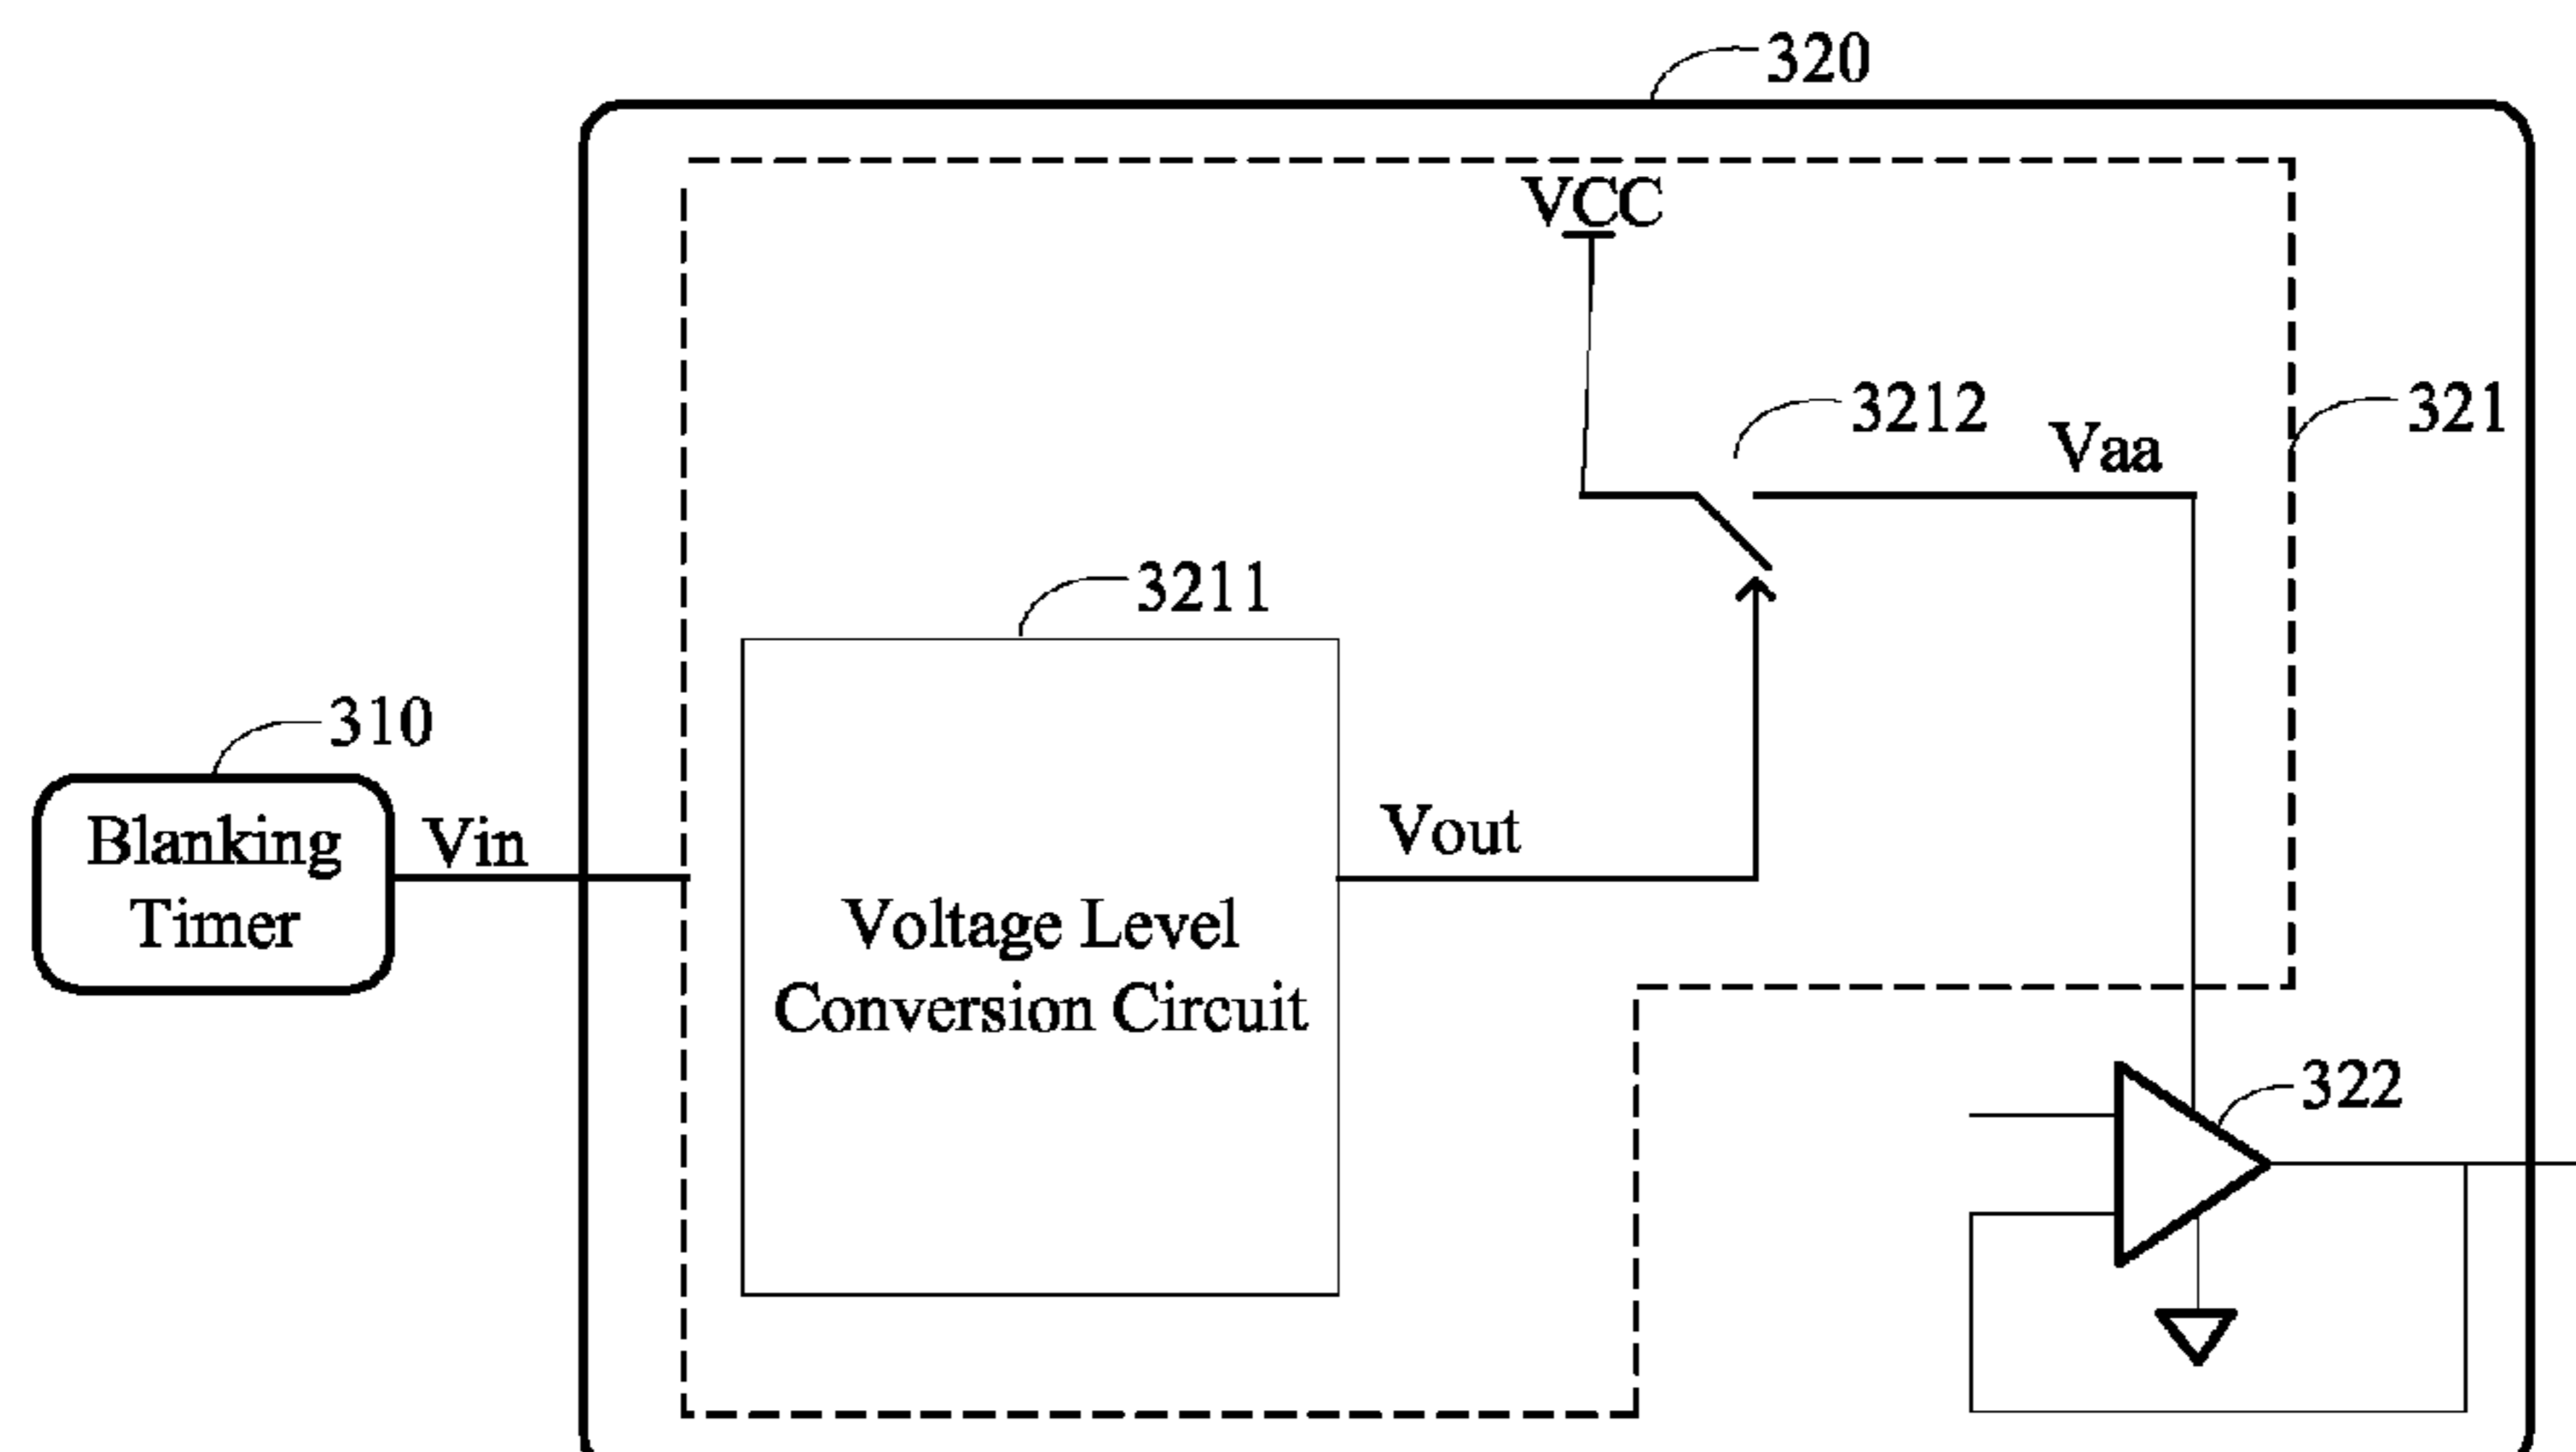 320
VCC
3212
Vaa
321
3211
310
Blanking
Timer
Vin
Vout
Voltage Level
Conversion Circuit
322